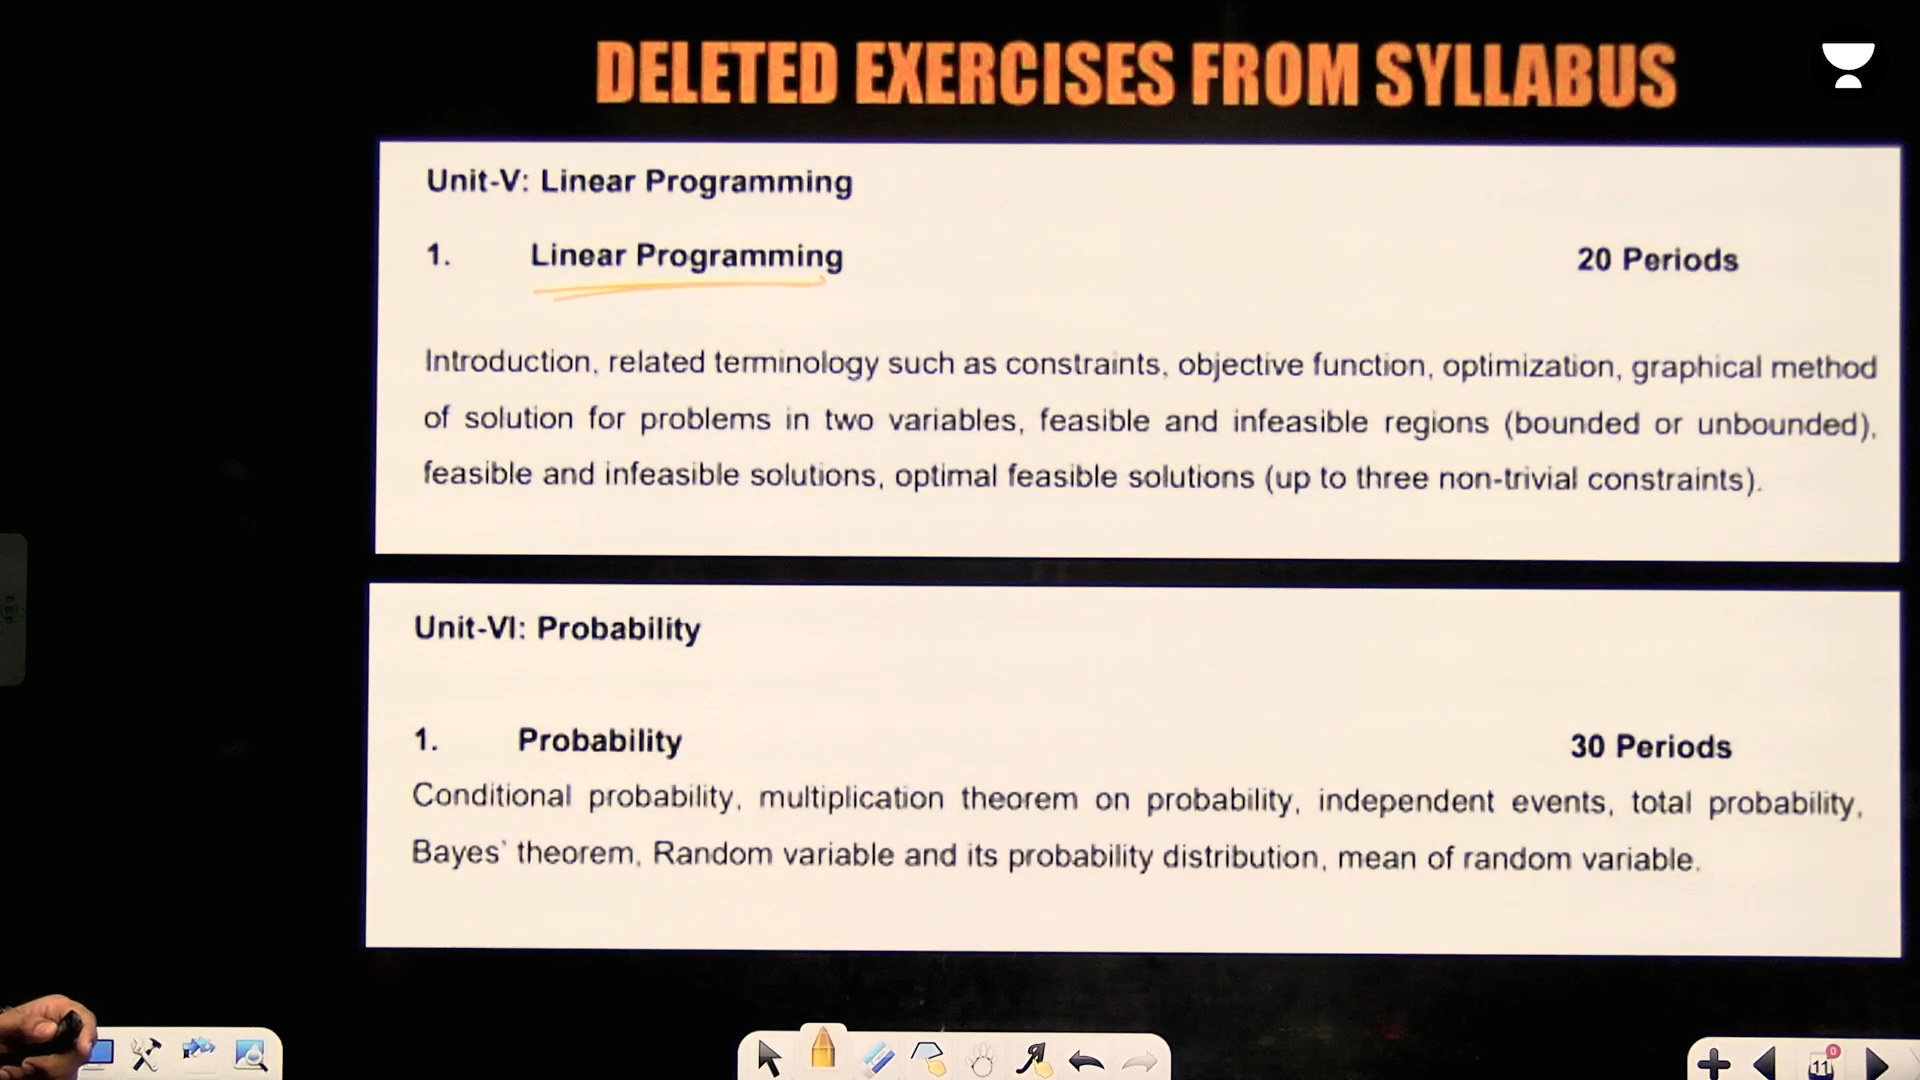 DELETED EXERCISES FROM SYLLABUS
Unit-V: Linear Programming
1. Linear Programming 20 Periods
Introduction, related terminology such as constraints, objective function, optimization, graphical method
of solution for problems in two variables, feasible and infeasible regions (bounded or unbounded),
feasible and infeasible solutions, optimal feasible solutions (up to three non-trivial constraints).
Unit-VI: Probability
1. Probability 30 Periods
Conditional probability, multiplication theorem on probability, independent events, total probability,
Bayes' theorem, Random variable and its probability distribution, mean of random variable.
11
0